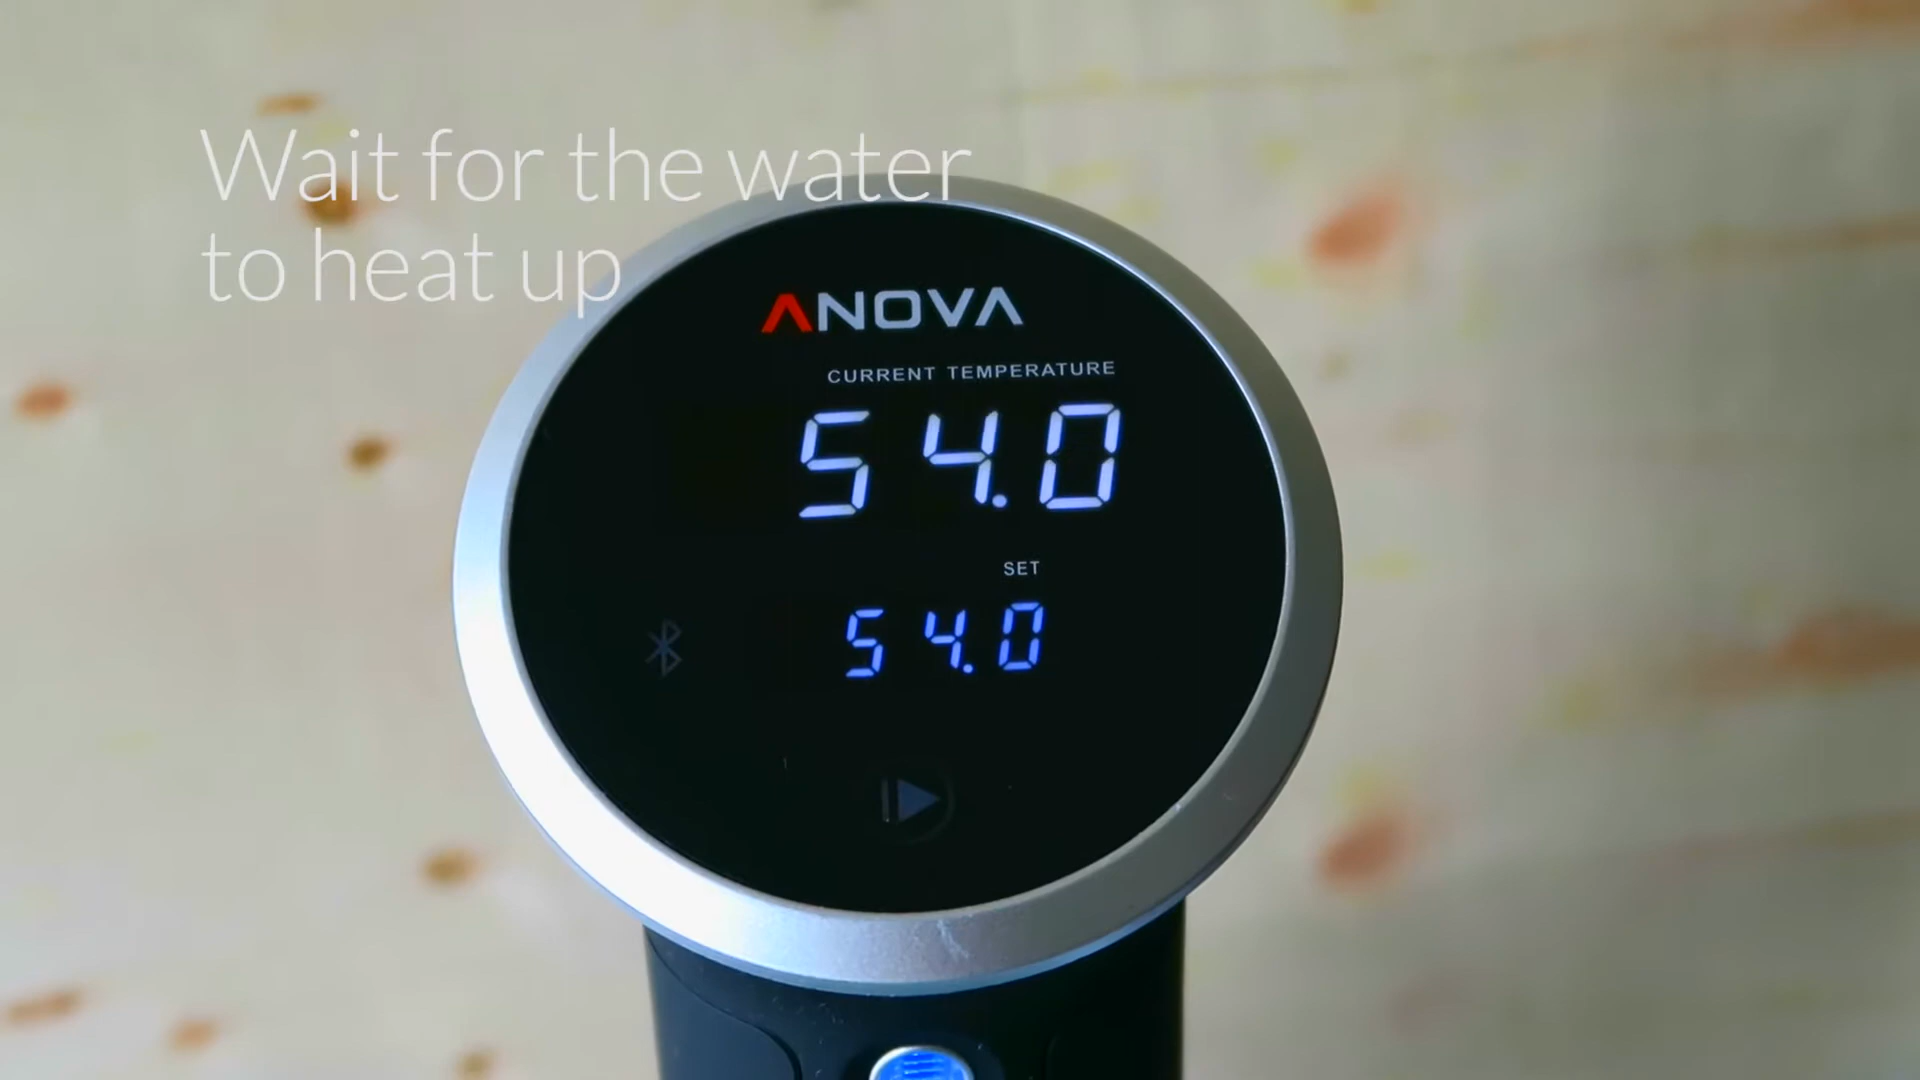 Wait for the water
to heat up
ANOVA
CURRENT TEMPERATURE
54.0
SET
54.0